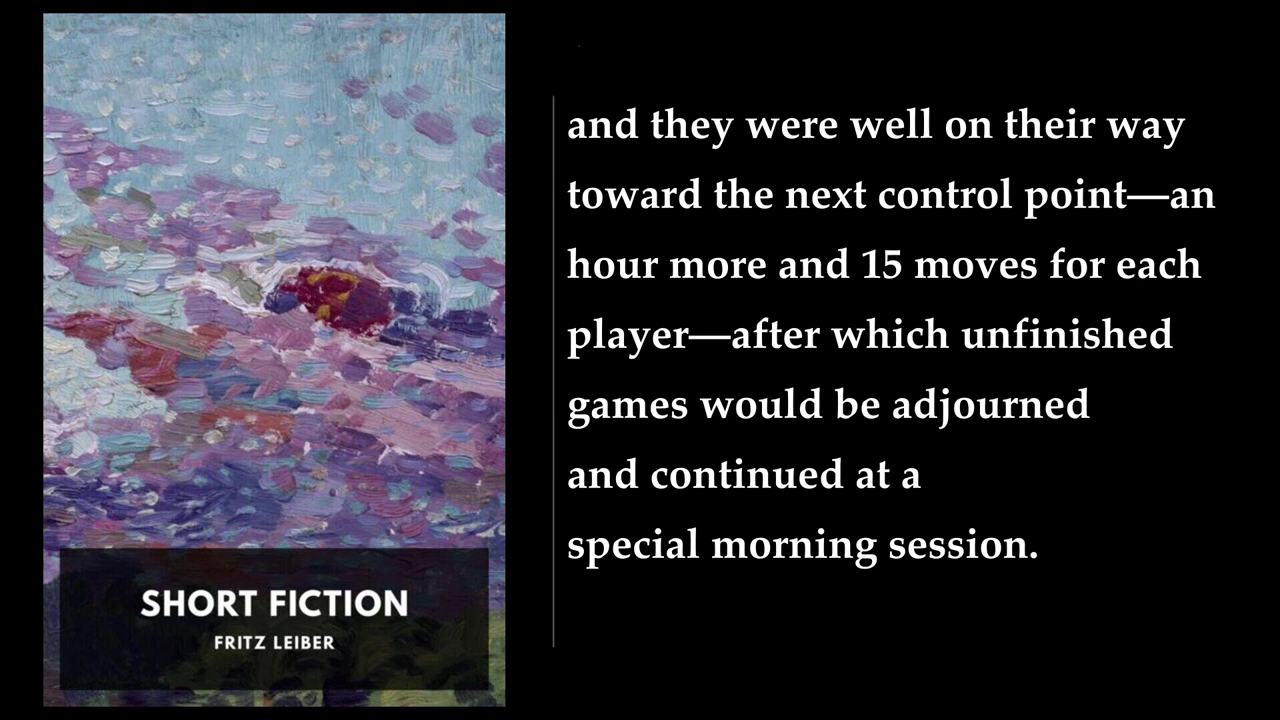 SHORT FICTION
FRITZ LEIBER
and they were well on their way
toward the next control point—an
hour more and 15 moves for each
player—after which unfinished
games would be adjourned
and continued at a
special morning session.